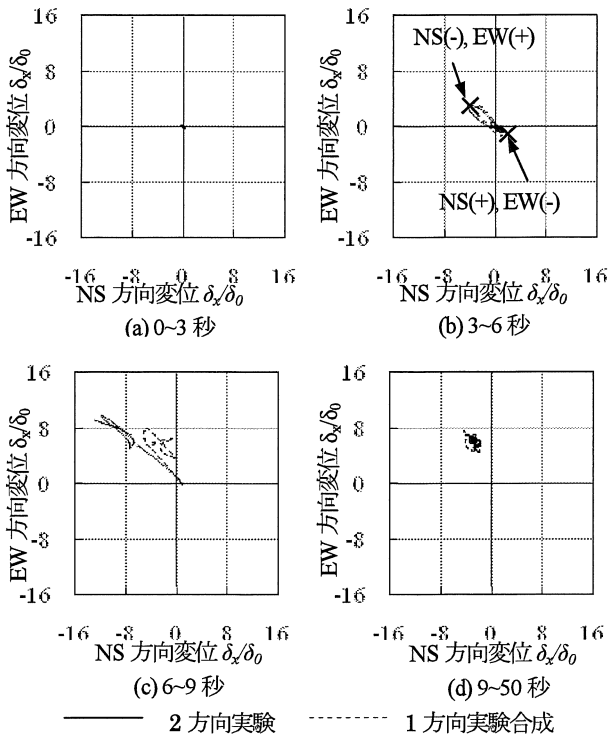 16
8
0
-8
-16
EW 方向変位 δx/δ0
-16 -8 0 8 16
NS 方向変位 δx/δ0
(a) 0~3 秒
16
8
0
-8
-16
EW 方向変位 δx/δ0
NS(-), EW(+)
NS(+), EW(-)
-16 -8 0 8 16
NS 方向変位 δx/δ0
(b) 3~6 秒
16
8
0
-8
-16
EW 方向変位 δx/δ0
-16 -8 0 8 16
NS 方向変位 δx/δ0
(c) 6~9 秒
16
8
0
-8
-16
EW 方向変位 δx/δ0
-16 -8 0 8 16
NS 方向変位 δx/δ0
(d) 9~50 秒
2 方向実験
1 方向実験合成